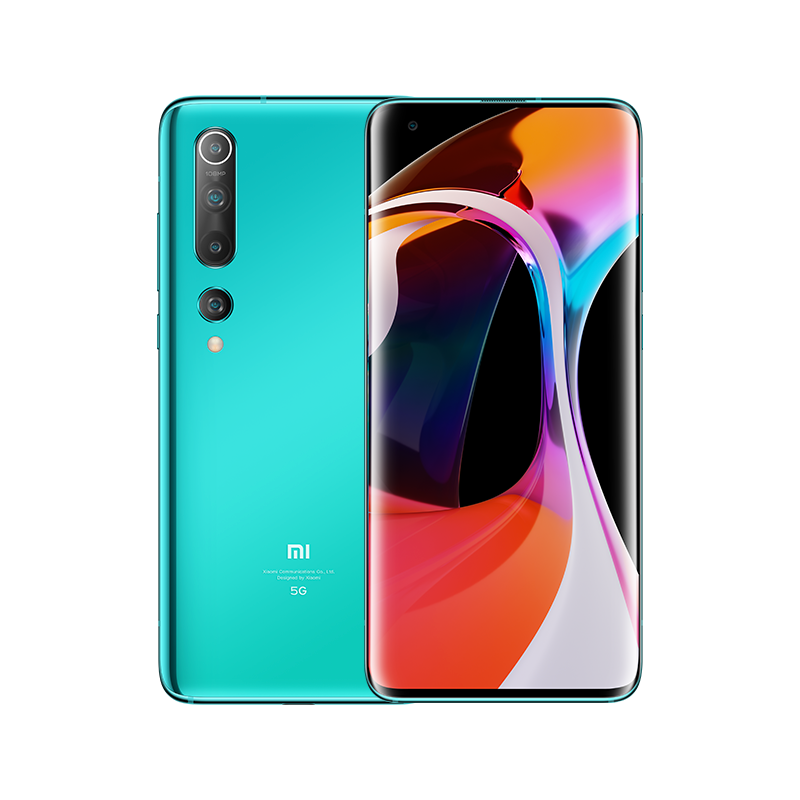 108MP
MI
Xiaomi Communications Co., Ltd.
Designed by Xiaomi
5G